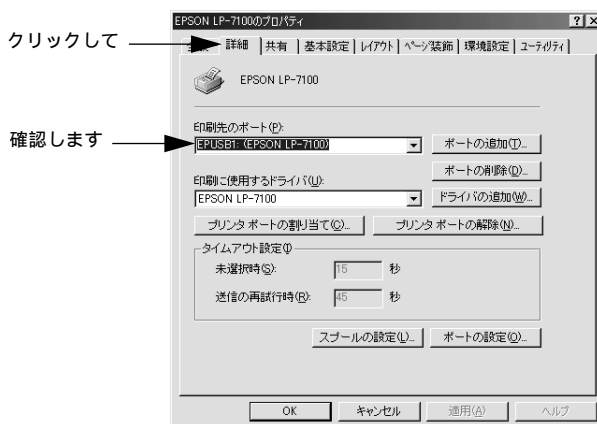 EPSON LP-7100のプロパティ
クリックして
詳細 共有 基本設定 レイアウト ページ装飾 環境設定 ユーティリティ
EPSON LP-7100
印刷先のポート(P):
確認します
EPUSB1: (EPSON LP-7100)
ポートの追加(T)...
ポートの削除(D)...
印刷に使用するドライバ(U):
EPSON LP-7100
ドライバの追加(W)...
プリンタ ポートの割り当て(C)... プリンタ ポートの解除(N)...
タイムアウト設定
未選択時(S): 15 秒
送信の再試行時(R): 45 秒
スプールの設定(L)... ポートの設定(O)...
OK キャンセル 適用(A) ヘルプ